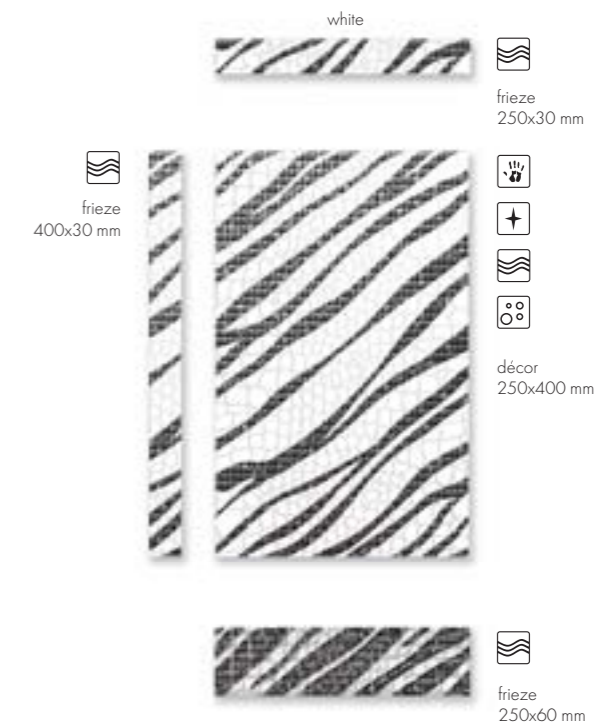 white
frieze
250x30 mm
frieze
400x30 mm
décor
250x400 mm
frieze
250x60 mm